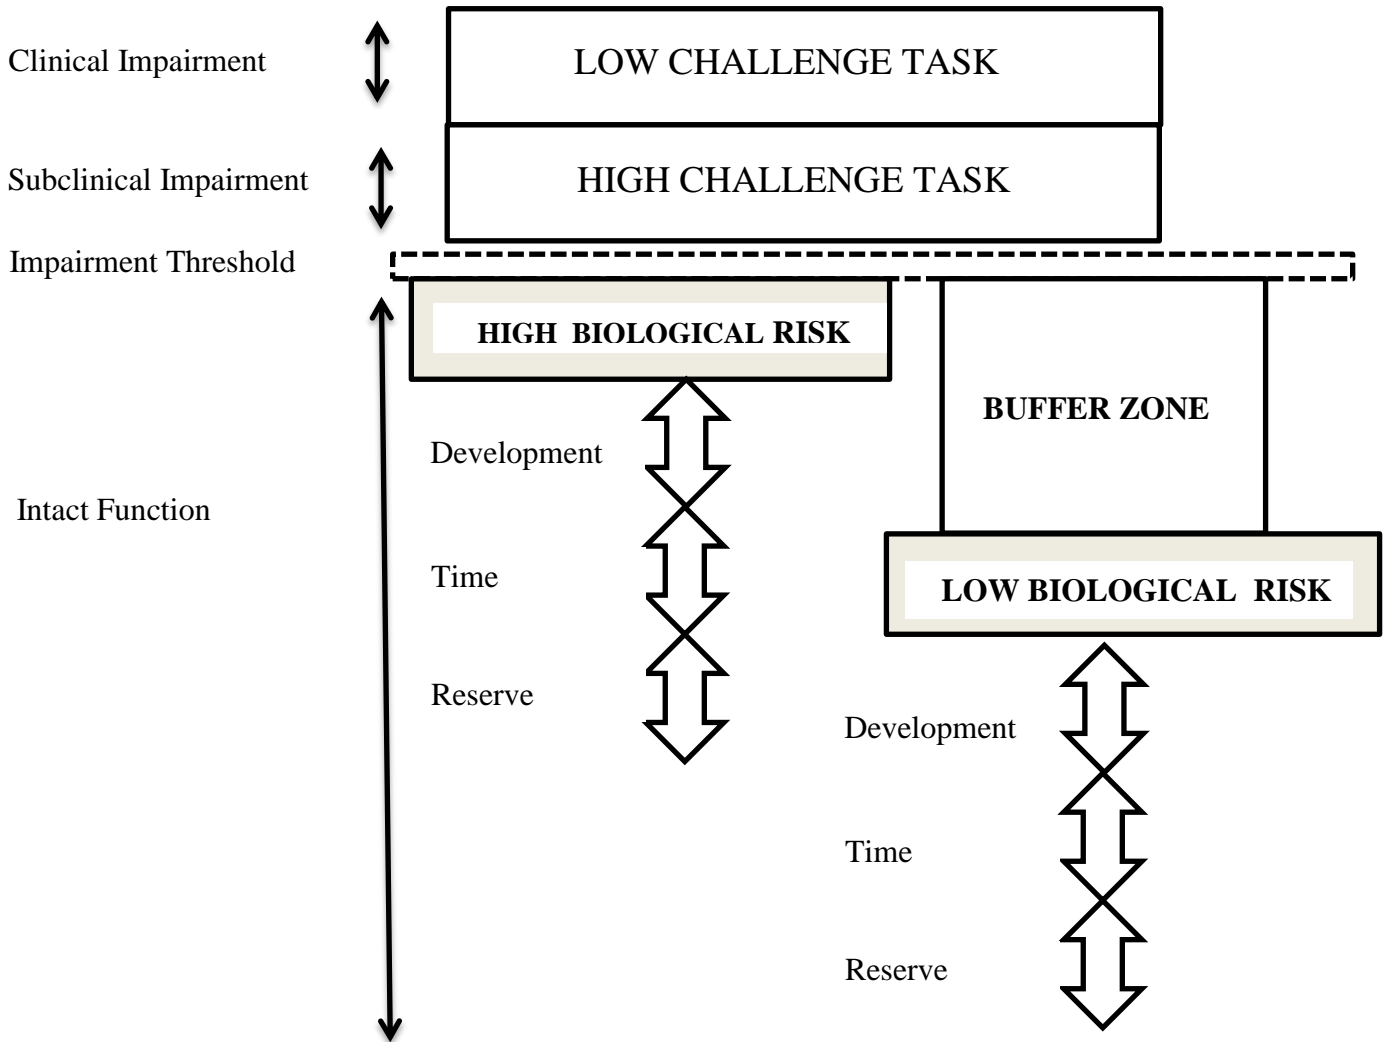 Clinical Impairment
LOW CHALLENGE TASK
Subclinical Impairment
HIGH CHALLENGE TASK
Impairment Threshold
HIGH BIOLOGICAL RISK
BUFFER ZONE
Development
Intact Function
Time
LOW BIOLOGICAL RISK
Reserve
Development
Time
Reserve